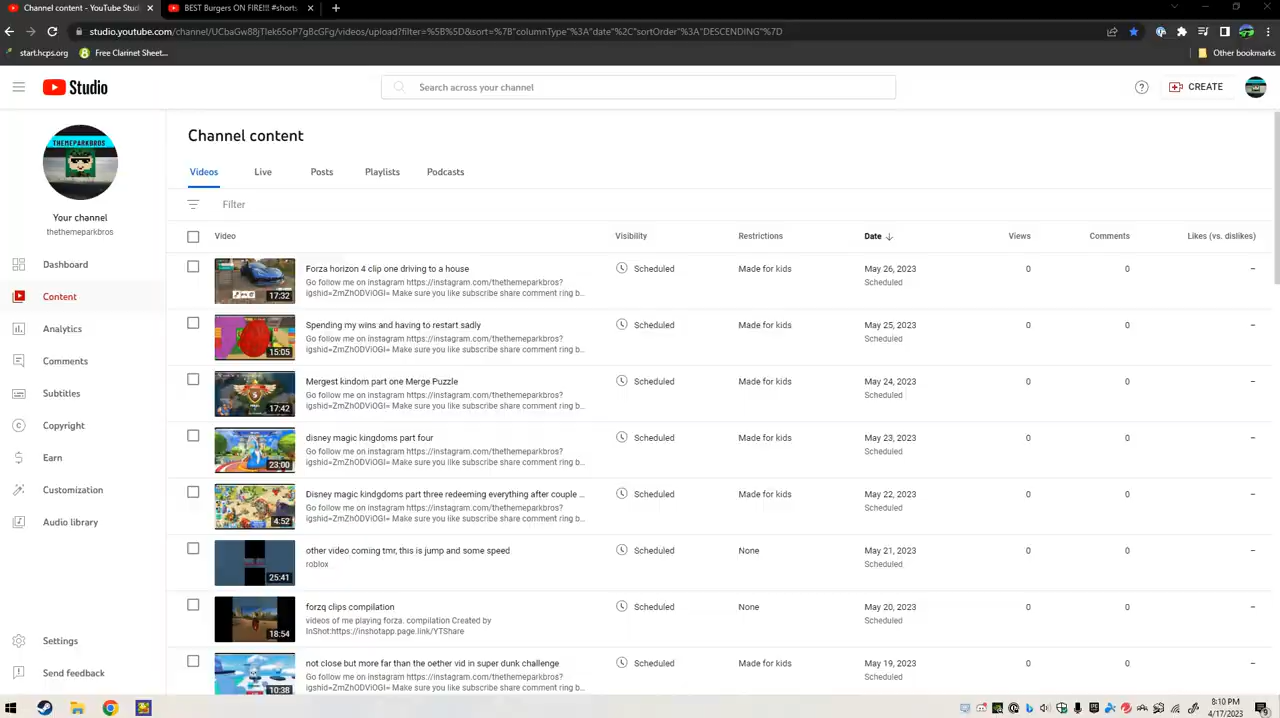 Content content - YouTube Studio
BEST Burgers ON FIRE!!! #shorts
studio.youtube.com/channel/UCbaGw88jTlek65oP7gBcGFg/videos/upload?filter=%5B%5D&sort=%7B"columnType"%3A"date"%2C"sortOrder"%3A"DESCENDING"%7D
start.hcps.org
Free Clarinet Sheet...
Other bookmarks
Studio
Search across your channel
CREATE
THEMEPARKBROS
Your channel
thethemeparkbros
Dashboard
Content
Analytics
Comments
Subtitles
Copyright
Earn
Customization
Audio library
Settings
Send feedback
Channel content
Videos Live Posts Playlists Podcasts
Filter
Video Visibility Restrictions Date Views Comments Likes (vs. dislikes)
17:32
Forza horizon 4 clip one driving to a house
Go follow me on instagram https://instagram.com/thethemeparkbros?
igshid=ZmZhODViOGI= Make sure you like subscribe share comment ring b...
Scheduled Made for kids May 26, 2023 0 0 –
Scheduled
15:05
Spending my wins and having to restart sadly
Go follow me on instagram https://instagram.com/thethemeparkbros?
igshid=ZmZhODViOGI= Make sure you like subscribe share comment ring b...
Scheduled Made for kids May 25, 2023 0 0 –
Scheduled
17:42
Mergest kindom part one Merge Puzzle
Go follow me on instagram https://instagram.com/thethemeparkbros?
igshid=ZmZhODViOGI= Make sure you like subscribe share comment ring b...
Scheduled Made for kids May 24, 2023 0 0 –
Scheduled
23:00
disney magic kingdoms part four
Go follow me on instagram https://instagram.com/thethemeparkbros?
igshid=ZmZhODViOGI= Make sure you like subscribe share comment ring b...
Scheduled Made for kids May 23, 2023 0 0 –
Scheduled
4:52
Disney magic kindgdoms part three redeeming everything after couple ...
Go follow me on instagram https://instagram.com/thethemeparkbros?
igshid=ZmZhODViOGI= Make sure you like subscribe share comment ring b...
Scheduled Made for kids May 22, 2023 0 0 –
Scheduled
25:41
other video coming tmr, this is jump and some speed
roblox
Scheduled None May 21, 2023 0 0 –
Scheduled
18:54
forzq clips compilation
videos of me playing forza. compilation Created by
InShot:https://inshotapp.page.link/YTShare
Scheduled None May 20, 2023 0 0 –
Scheduled
10:38
not close but more far than the oether vid in super dunk challenge
Go follow me on instagram https://instagram.com/thethemeparkbros?
igshid=ZmZhODViOGI= Make sure you like subscribe share comment ring b...
Scheduled Made for kids May 19, 2023 0 0 –
Scheduled
8:10 PM
4/17/2023